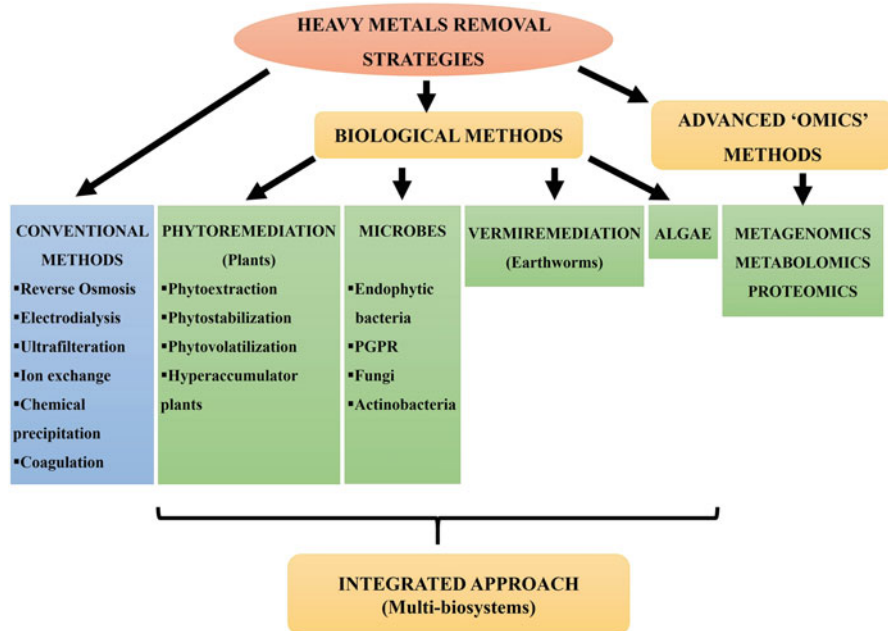 HEAVY METALS REMOVAL
STRATEGIES
BIOLOGICAL METHODS
ADVANCED ‘OMICS’
METHODS
CONVENTIONAL
METHODS
▪Reverse Osmosis
▪Electrodialysis
▪Ultrafilteration
▪Ion exchange
▪Chemical
precipitation
▪Coagulation
PHYTOREMEDIATION
(Plants)
▪Phytoextraction
▪Phytostabilization
▪Phytovolatilization
▪Hyperaccumulator
plants
MICROBES
▪Endophytic
bacteria
▪PGPR
▪Fungi
▪Actinobacteria
VERMIREMEDIATION
(Earthworms)
ALGAE
METAGENOMICS
METABOLOMICS
PROTEOMICS
INTEGRATED APPROACH
(Multi-biosystems)